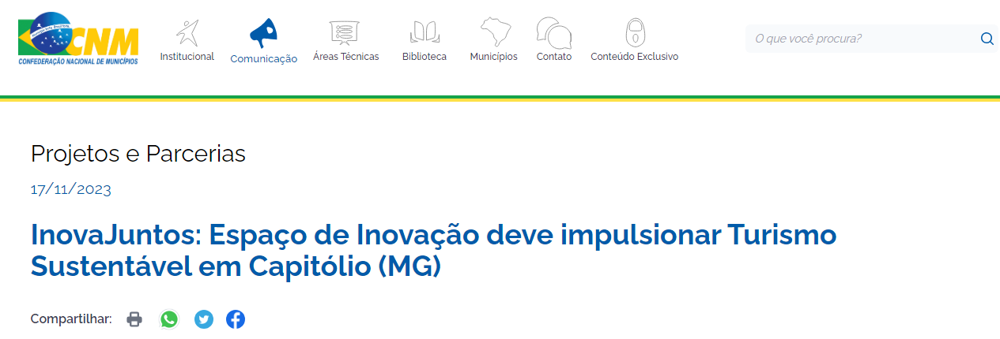 CNM
CONFEDERAÇÃO NACIONAL DE MUNICÍPIOS
Institucional
Comunicação
Áreas Técnicas
Biblioteca
Municípios
Contato
Conteúdo Exclusivo
O que você procura?
Projetos e Parcerias
17/11/2023
InovaJuntos: Espaço de Inovação deve impulsionar Turismo
Sustentável em Capitólio (MG)
Compartilhar: